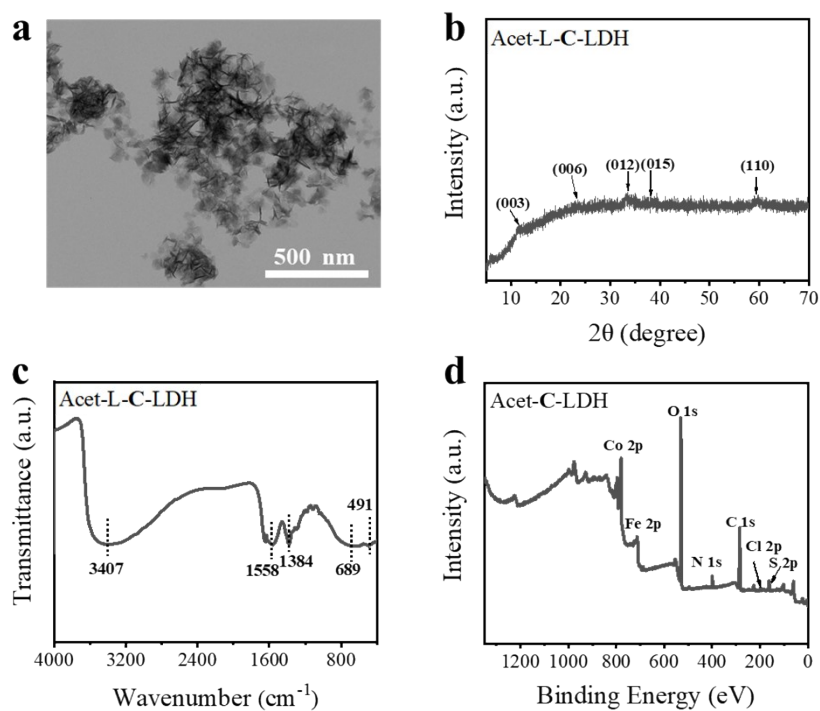 a
500 nm
b
Acet-L-C-LDH
(003)
(006)
(012)
(015)
(110)
Intensity (a.u.)
10 20 30 40 50 60 70
2θ (degree)
c
Acet-L-C-LDH
491
3407
1558
1384
689
Transmittance (a.u.)
4000 3200 2400 1600 800
Wavenumber (cm⁻¹)
d
Acet-C-LDH
O 1s
Co 2p
Fe 2p
N 1s
C 1s
Cl 2p
S 2p
Intensity (a.u.)
1200 1000 800 600 400 200 0
Binding Energy (eV)